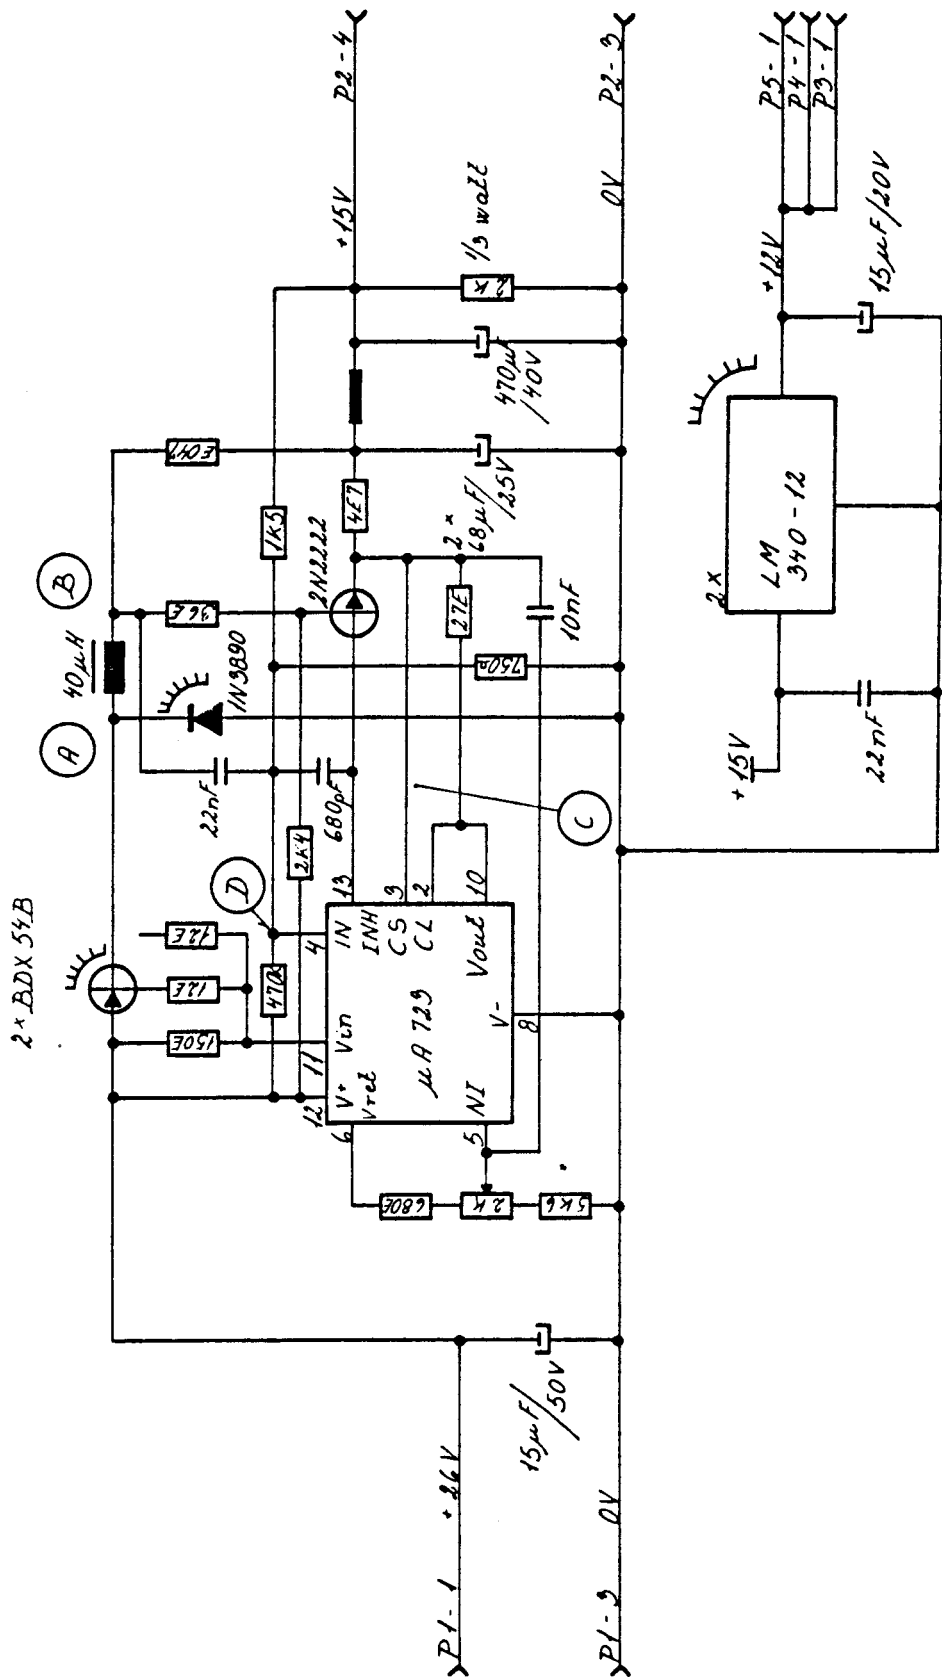 2 × BDX 54B
A
40µH
B
150E
12E
12E
22nF
1N3890
36E
E047
D
470k
2k4
680pF
2N2222
1k5
4E7
+15V
P2-4
12
11
4
13
V+
Vin
IN
INH
Vref
6
µA 723
CS
3
CL
2
Vout
10
NI
5
V-
8
C
27E
750Ω
10nF
2×
68µF/25V
470µF
/40V
2k
1/3 watt
680E
2k
5k6
P1-1
+26V
15µF/50V
P1-3
0V
0V
P2-3
+15V
22nF
2×
LM
340-12
+12V
15µF/20V
P5-1
P4-1
P3-1